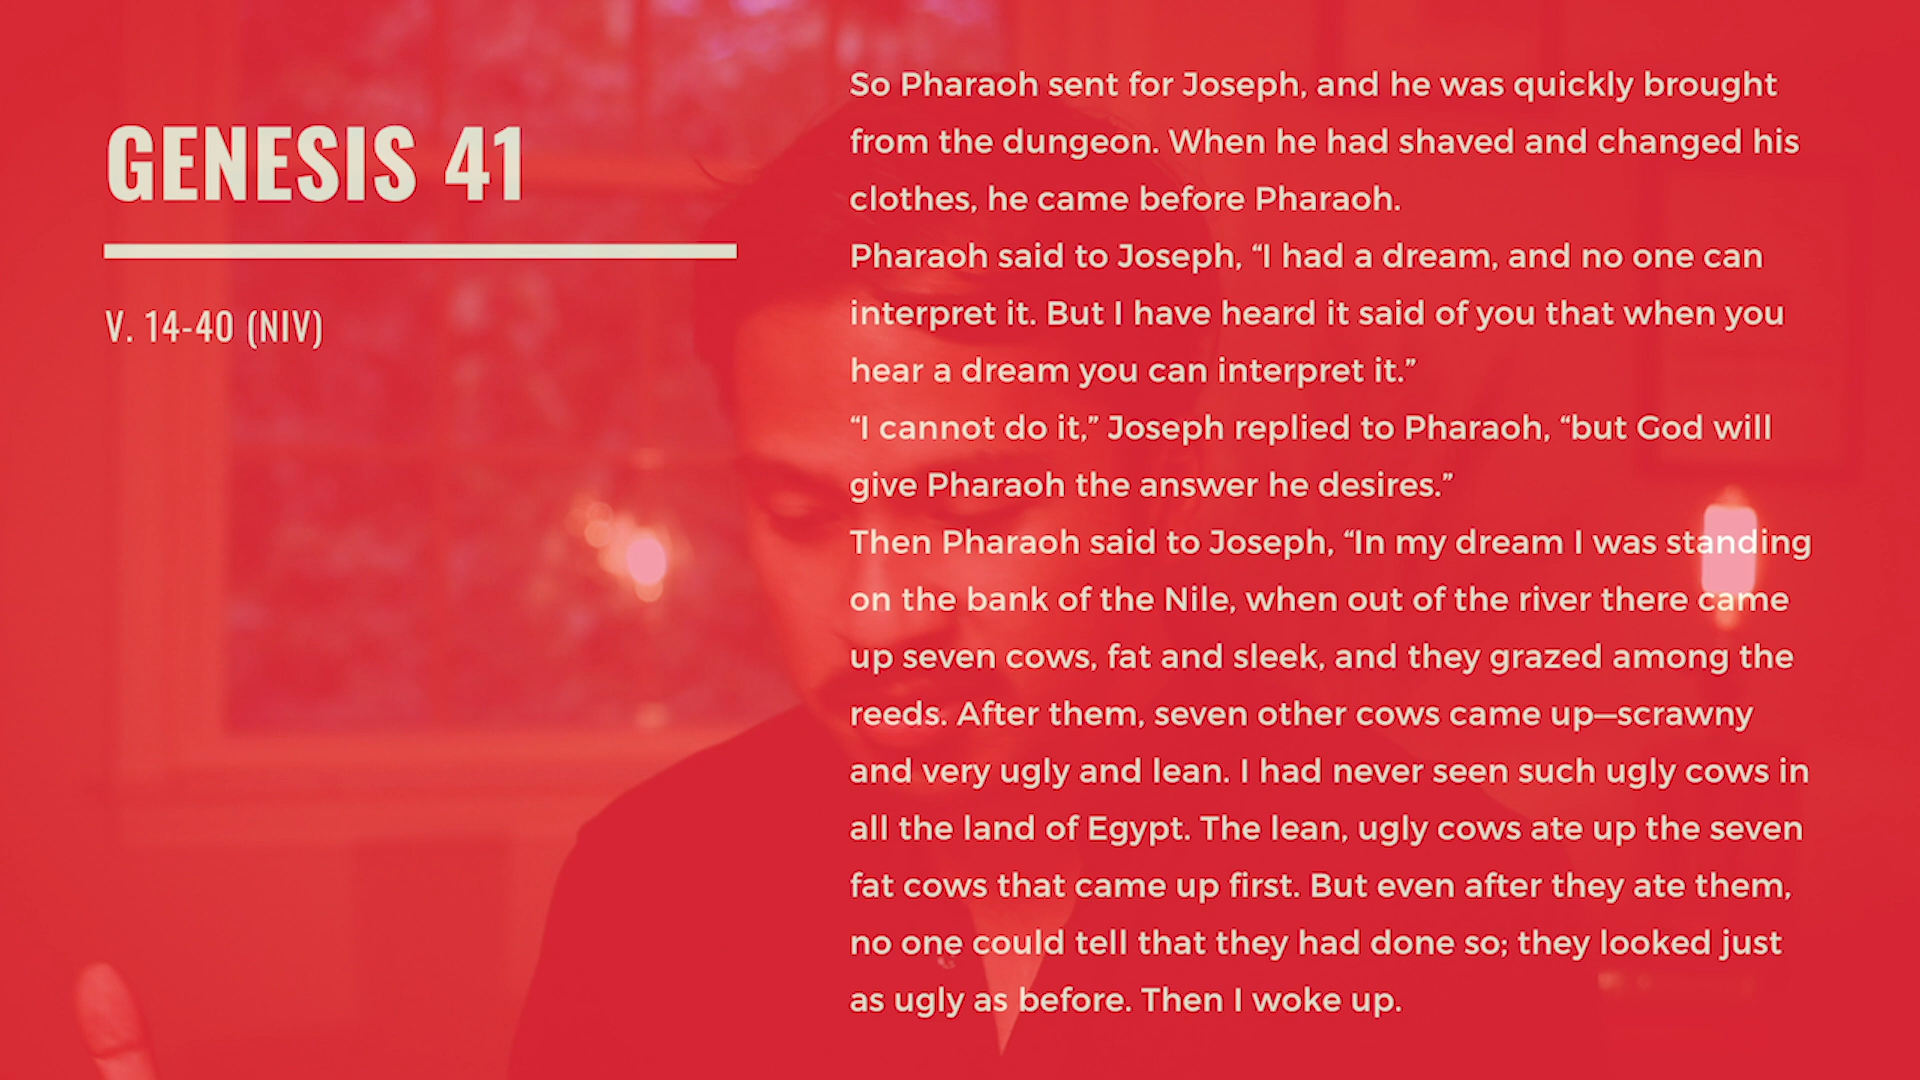 GENESIS 41
V. 14-40 (NIV)
So Pharaoh sent for Joseph, and he was quickly brought
from the dungeon. When he had shaved and changed his
clothes, he came before Pharaoh.
Pharaoh said to Joseph, “I had a dream, and no one can
interpret it. But I have heard it said of you that when you
hear a dream you can interpret it.”
“I cannot do it,” Joseph replied to Pharaoh, “but God will
give Pharaoh the answer he desires.”
Then Pharaoh said to Joseph, “In my dream I was standing
on the bank of the Nile, when out of the river there came
up seven cows, fat and sleek, and they grazed among the
reeds. After them, seven other cows came up—scrawny
and very ugly and lean. I had never seen such ugly cows in
all the land of Egypt. The lean, ugly cows ate up the seven
fat cows that came up first. But even after they ate them,
no one could tell that they had done so; they looked just
as ugly as before. Then I woke up.